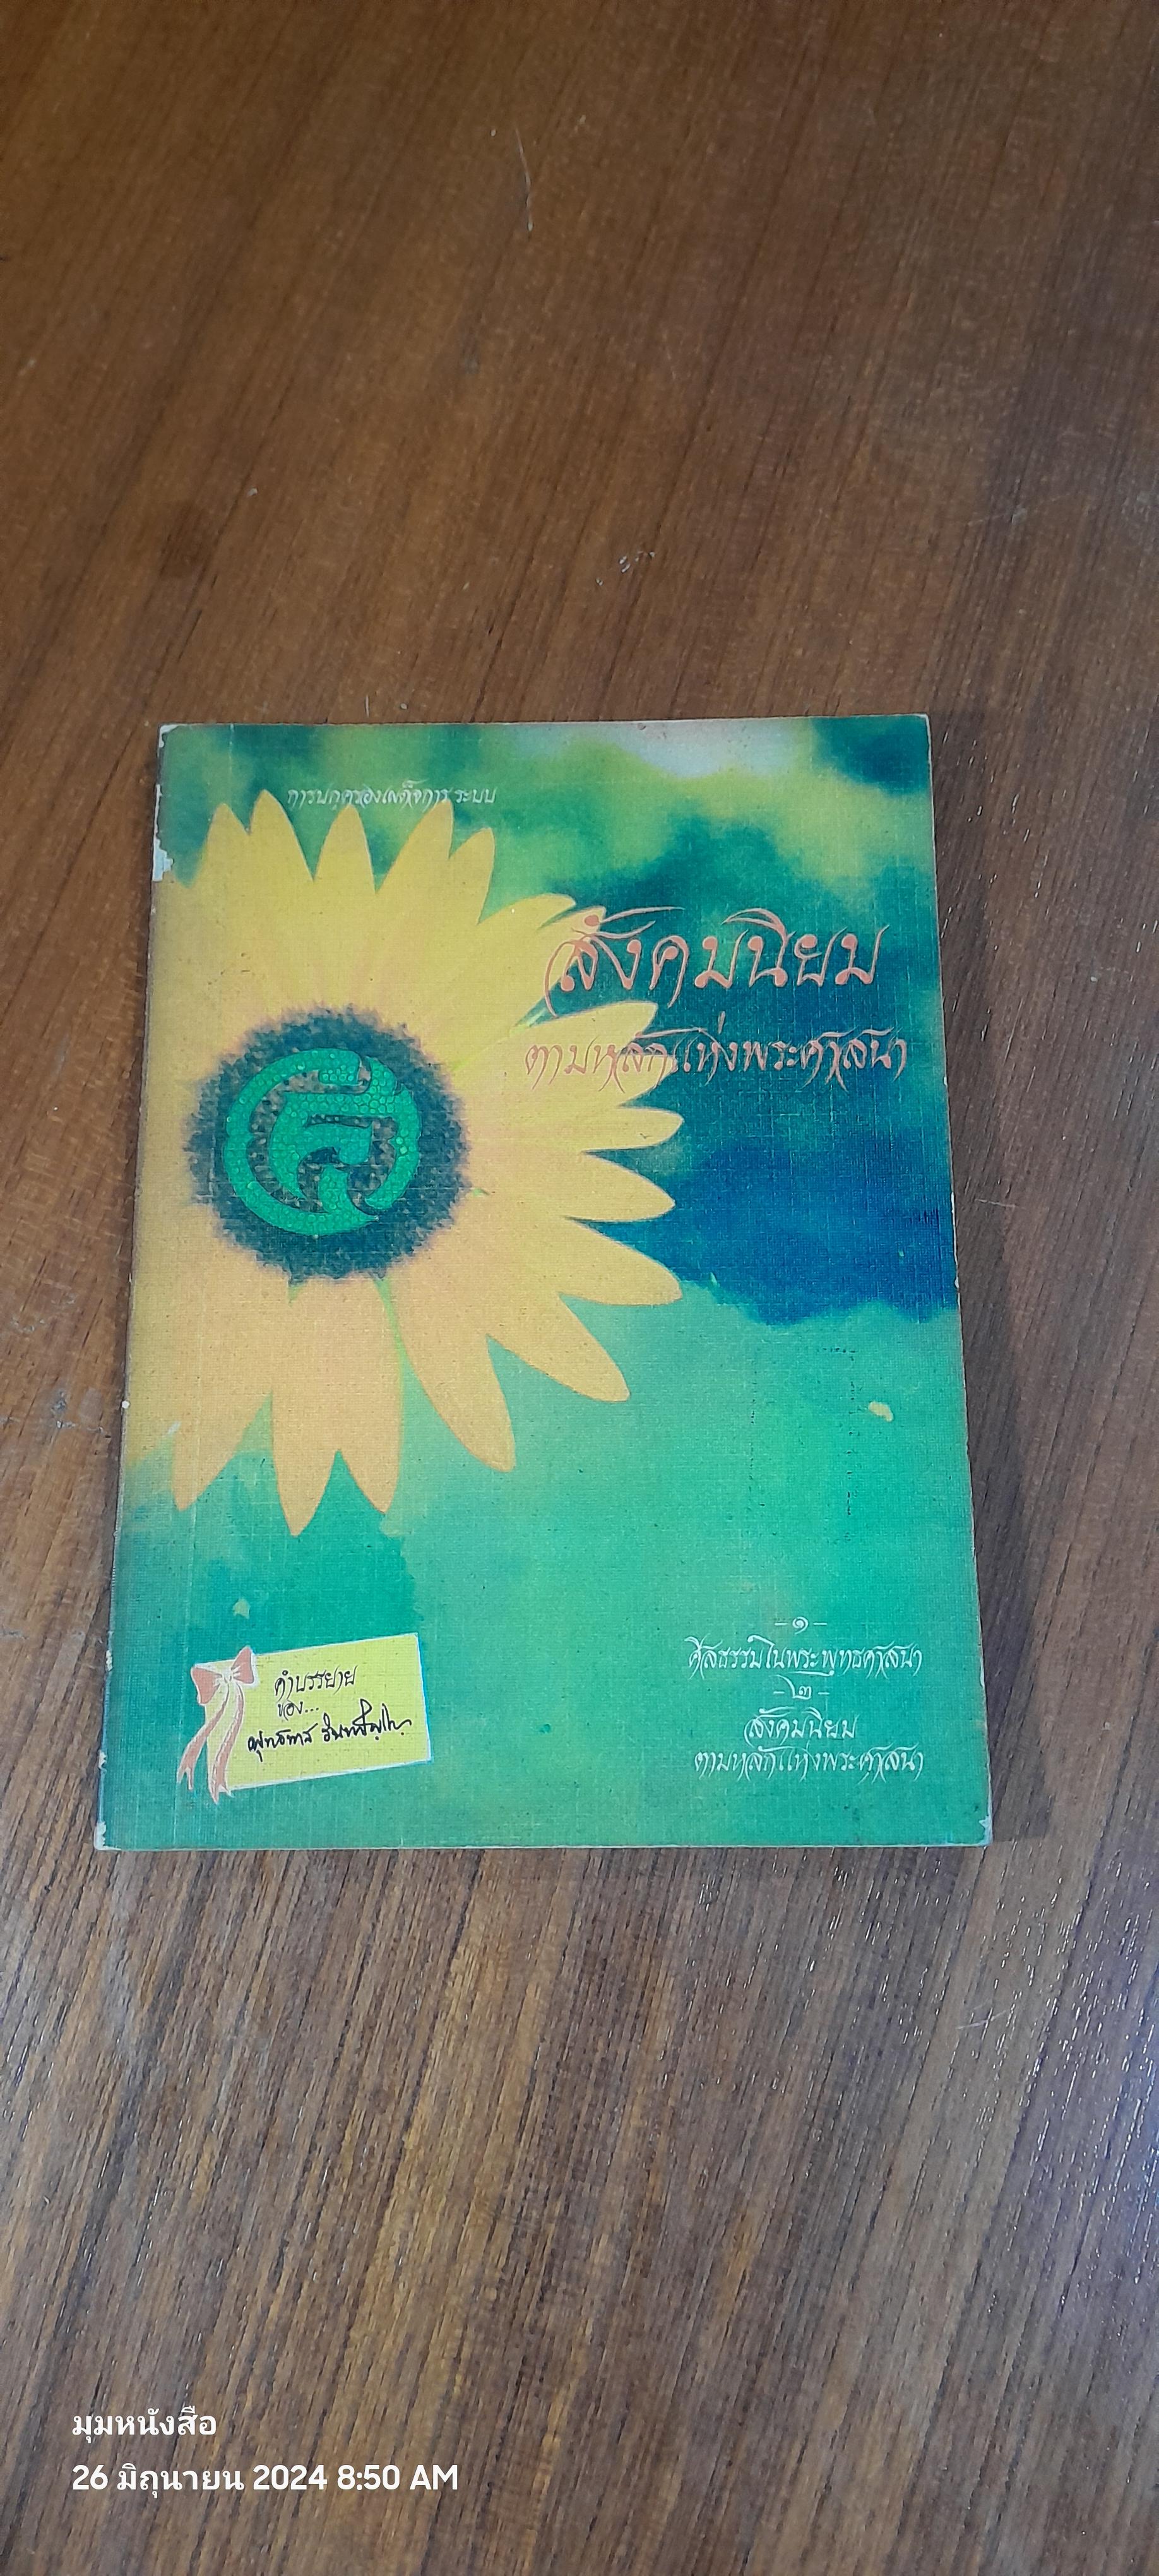 การปกครองเผด็จการ ระบบ
สังคมนิยม
ตามหลักแห่งพระศาสนา
-๑-
ศีลธรรมในพระพุทธศาสนา
-๒-
สังคมนิยม
ตามหลักแห่งพระศาสนา
คำบรรยาย
ของ...
พุทธทาส อินทปัญโญ
มุมหนังสือ
26 มิถุนายน 2024 8:50 AM